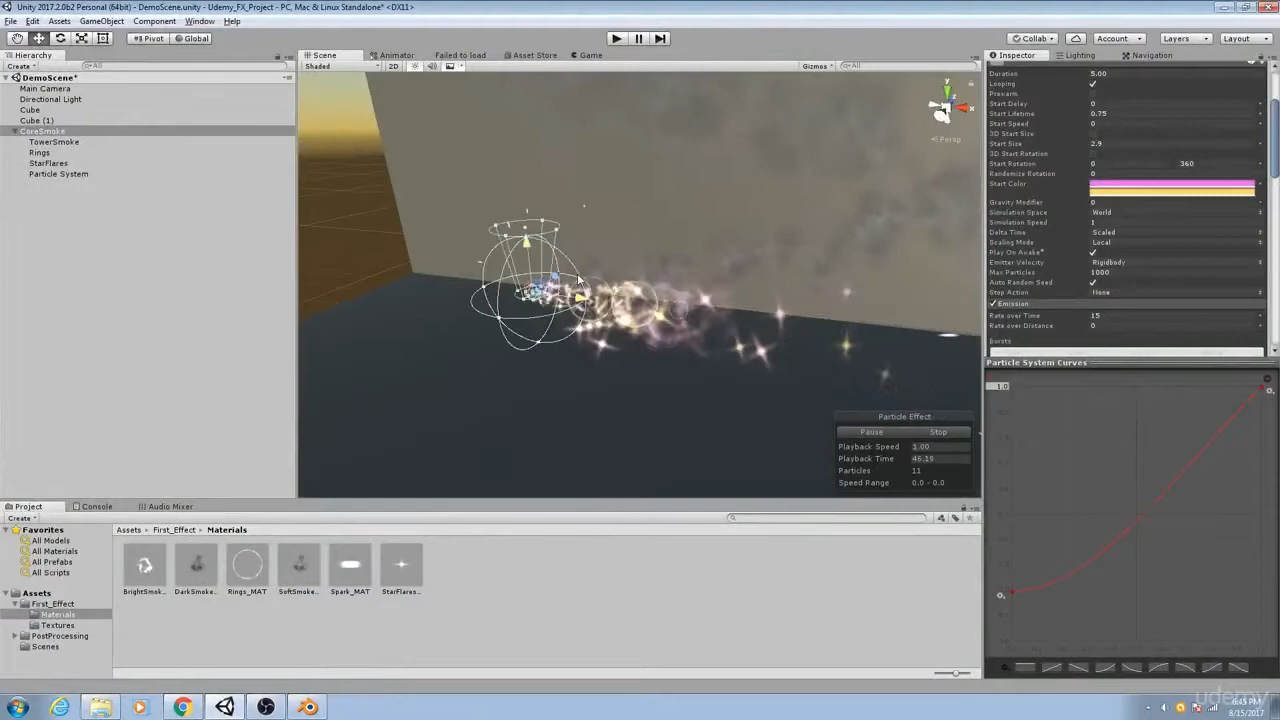 Unity 2017.2.0b2 Personal (64bit) - DemoScene.unity - Udemy_FX_Project - PC, Mac & Linux Standalone* <DX11>
File Edit Assets GameObject Component Window Help
Pivot Global Collab Account Layers Layout
Hierarchy Scene Animator Failed to load Asset Store Game Inspector Lighting Navigation
Create All Shaded 2D Gizmos All
DemoScene*
Main Camera
Directional Light
Cube
Cube (1)
CoreSmoke
TowerSmoke
Rings
StarFlares
Particle System
y
x
z
Persp
Particle Effect
Pause Stop
Playback Speed 1.00
Playback Time 46.19
Particles 11
Speed Range 0.0 - 0.0
Duration 5.00
Looping
Prewarm
Start Delay 0
Start Lifetime 0.75
Start Speed 0
3D Start Size
Start Size 2.9
3D Start Rotation
Start Rotation 0 360
Randomize Rotation 0
Start Color
Gravity Modifier 0
Simulation Space World
Simulation Speed 1
Delta Time Scaled
Scaling Mode Local
Play On Awake*
Emitter Velocity Rigidbody
Max Particles 1000
Auto Random Seed
Stop Action None
Emission
Rate over Time 15
Rate over Distance 0
Bursts
Particle System Curves
1.0
Project Console Audio Mixer
Create
Favorites
All Models
All Materials
All Prefabs
All Scripts
Assets
First_Effect
Materials
Textures
PostProcessing
Scenes
Assets First_Effect Materials
BrightSmok... DarkSmoke... Rings_MAT SoftSmoke... Spark_MAT StarFlares...
udemy
6:45 PM
8/15/2017